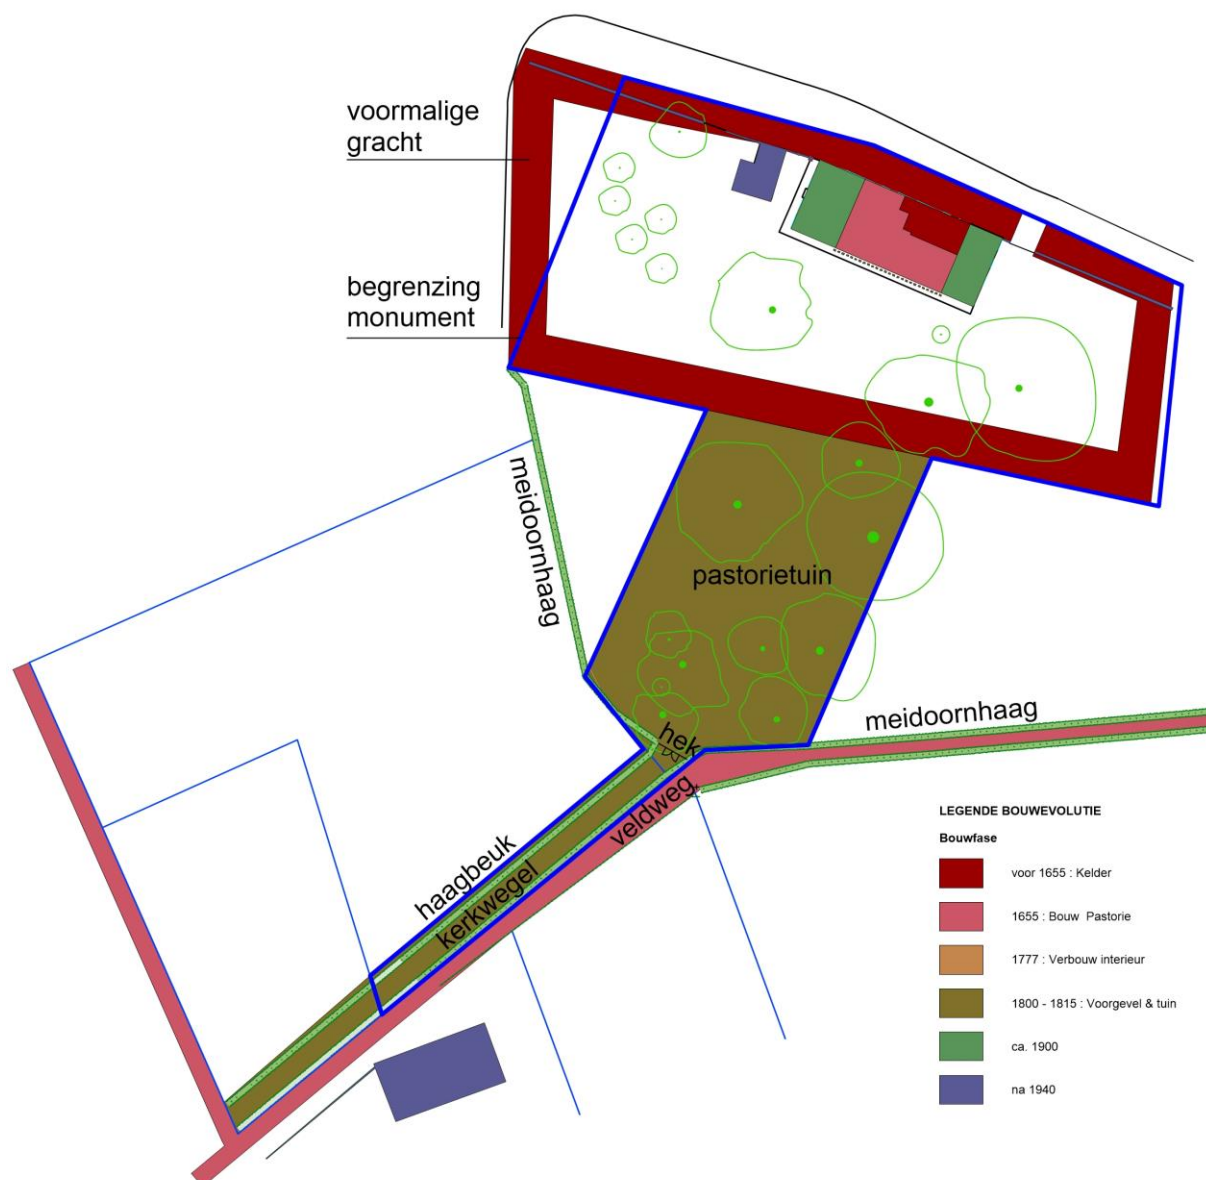 voormalige
gracht
begrenzing
monument
meidoornhaag
pastorietuin
meidoornhaag
hek
veldweg
haagbeuk
kerkwegel
LEGENDE BOUWEVOLUTIE
Bouwfase
voor 1655 : Kelder
1655 : Bouw Pastorie
1777 : Verbouw interieur
1800 - 1815 : Voorgevel & tuin
ca. 1900
na 1940